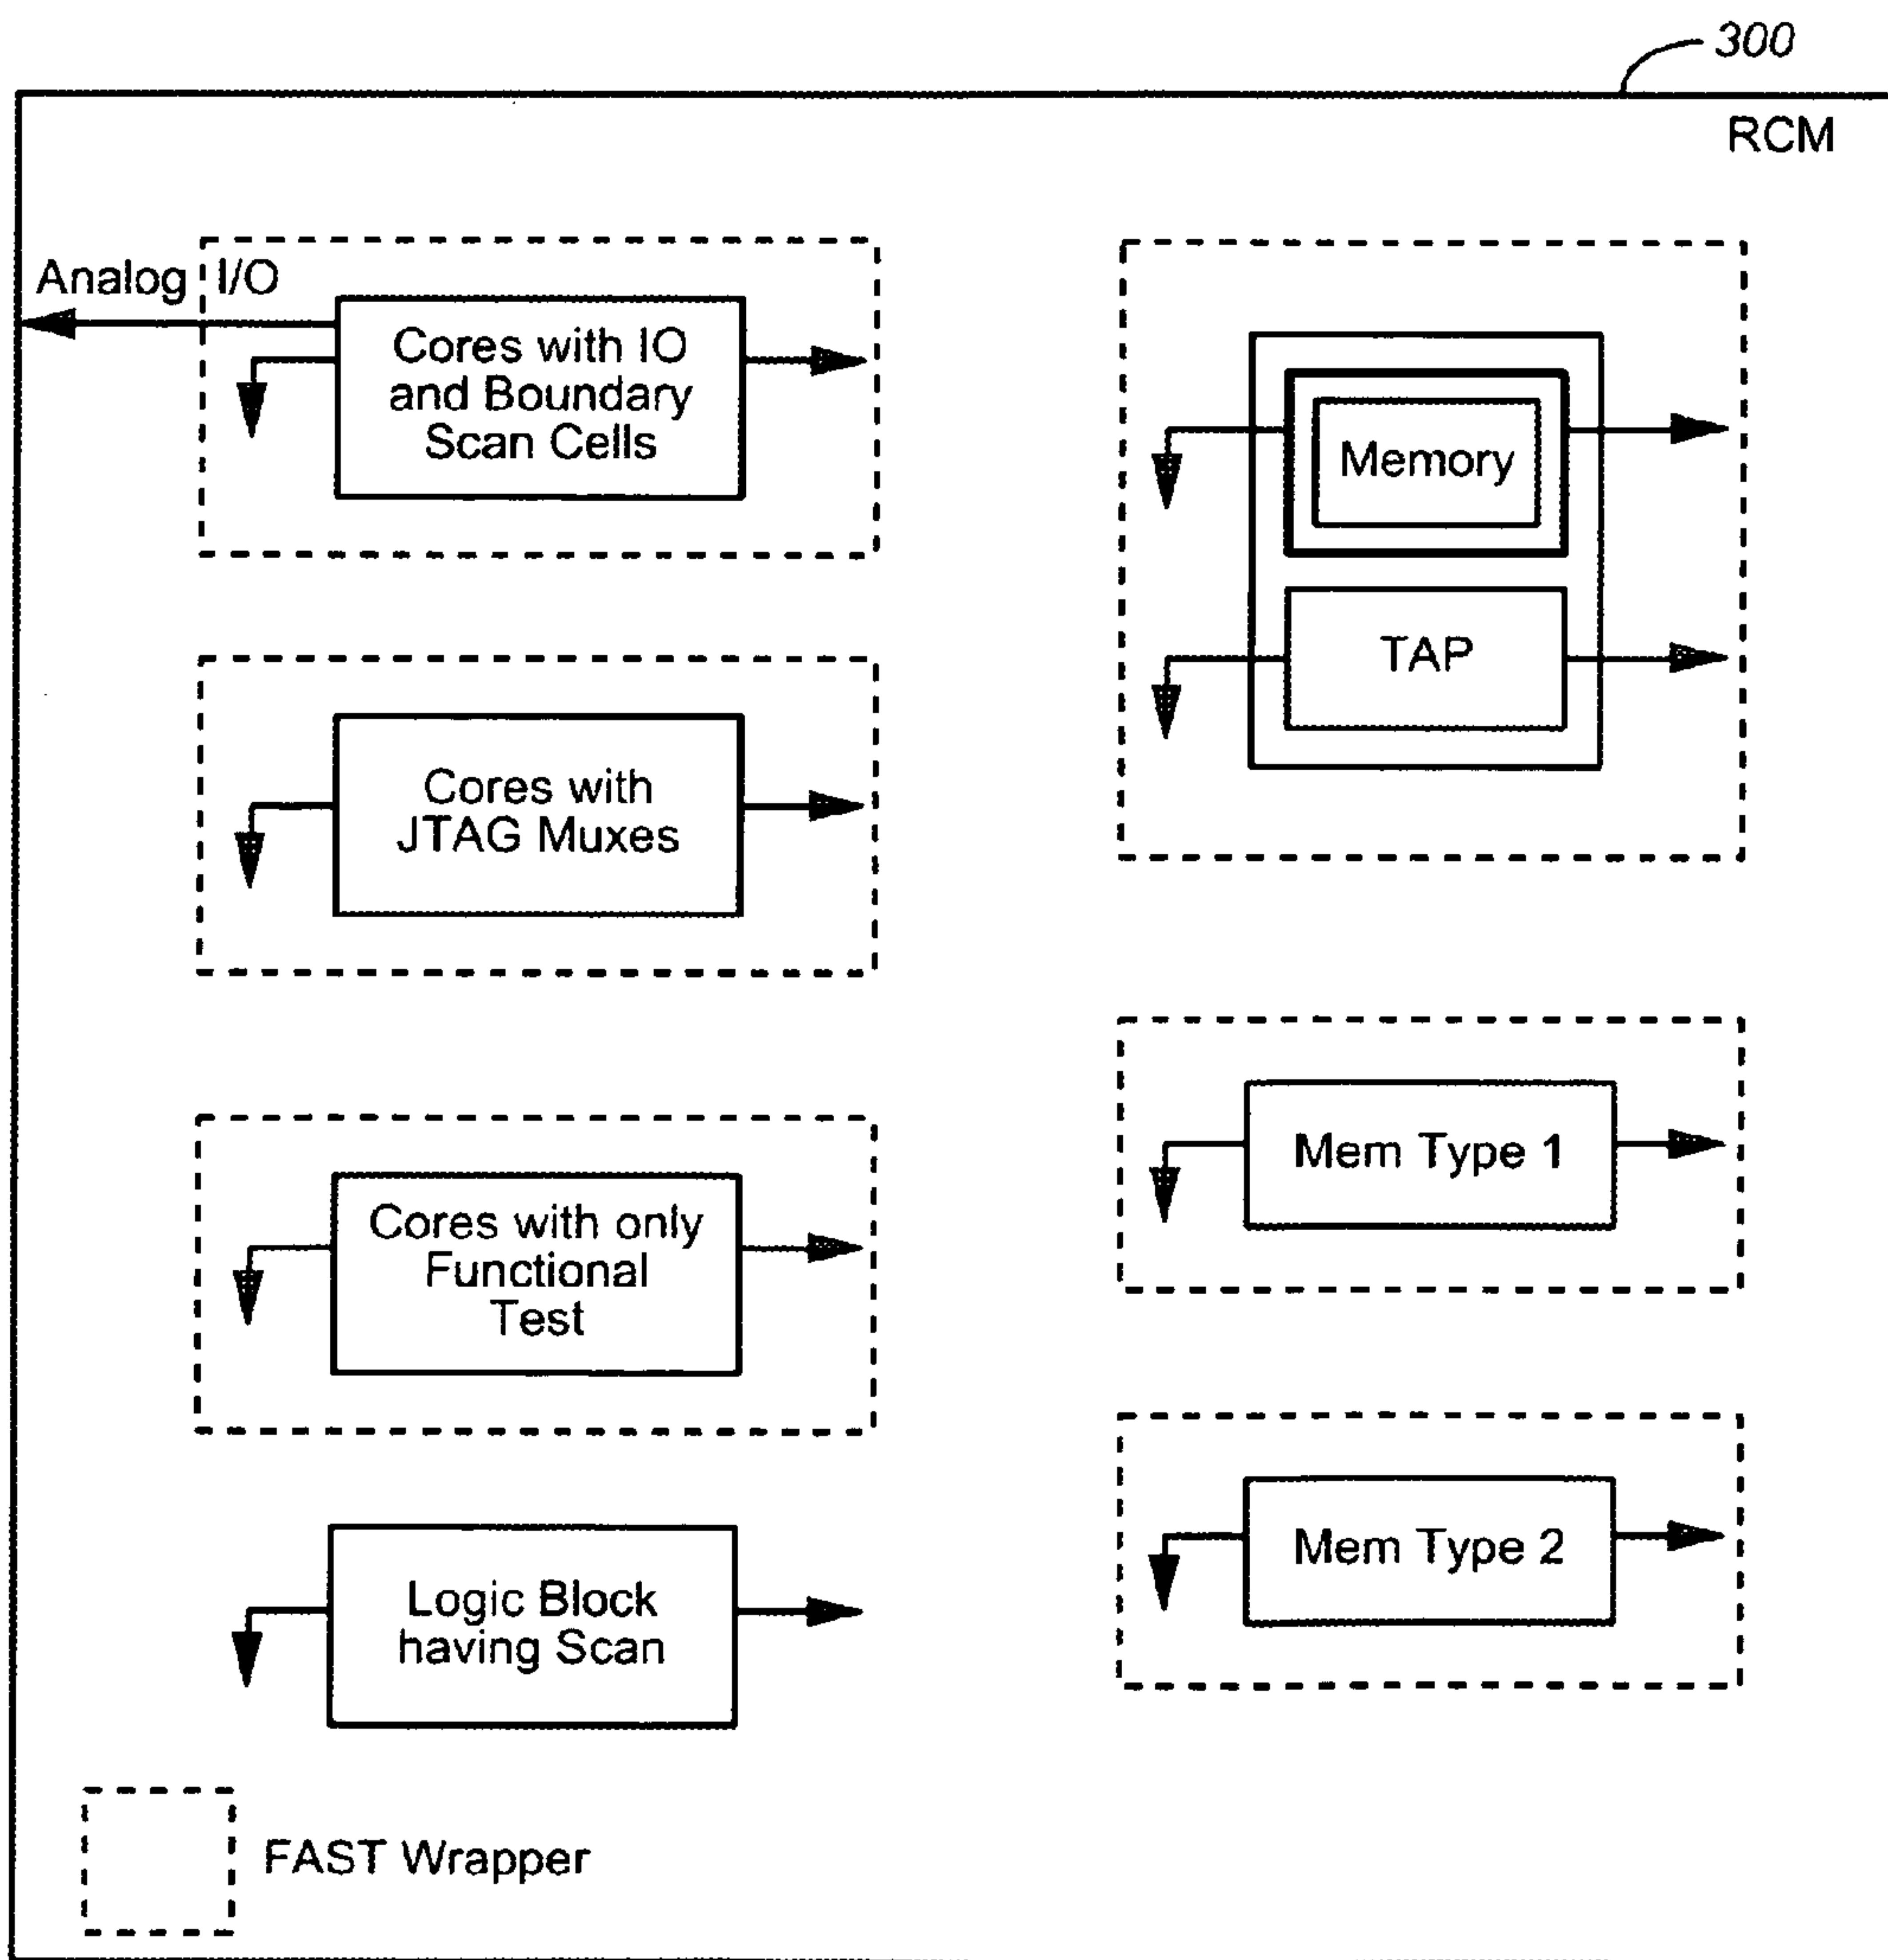 300
RCM
Analog I/O
Cores with IO
and Boundary
Scan Cells
Memory
TAP
Cores with
JTAG Muxes
Mem Type 1
Cores with only
Functional
Test
Mem Type 2
Logic Block
having Scan
FAST Wrapper